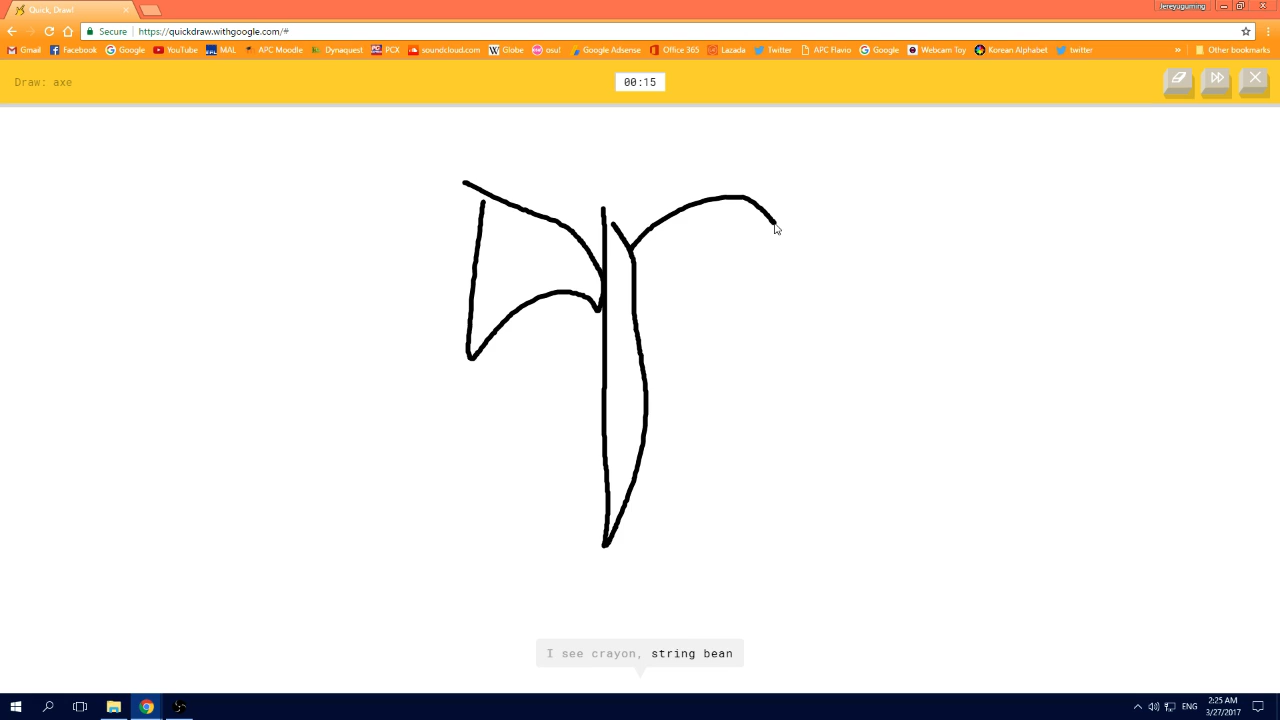 Quick, Draw!
Jereyuguming
Secure https://quickdraw.withgoogle.com/#
Gmail Facebook Google YouTube MAL APC Moodle Dynaquest PCX soundcloud.com Globe osu! Google Adsense Office 365 Lazada Twitter APC Flavio Google Webcam Toy Korean Alphabet twitter » Other bookmarks
Draw: axe 00:15
I see crayon, string bean
ENG 2:25 AM
3/27/2017